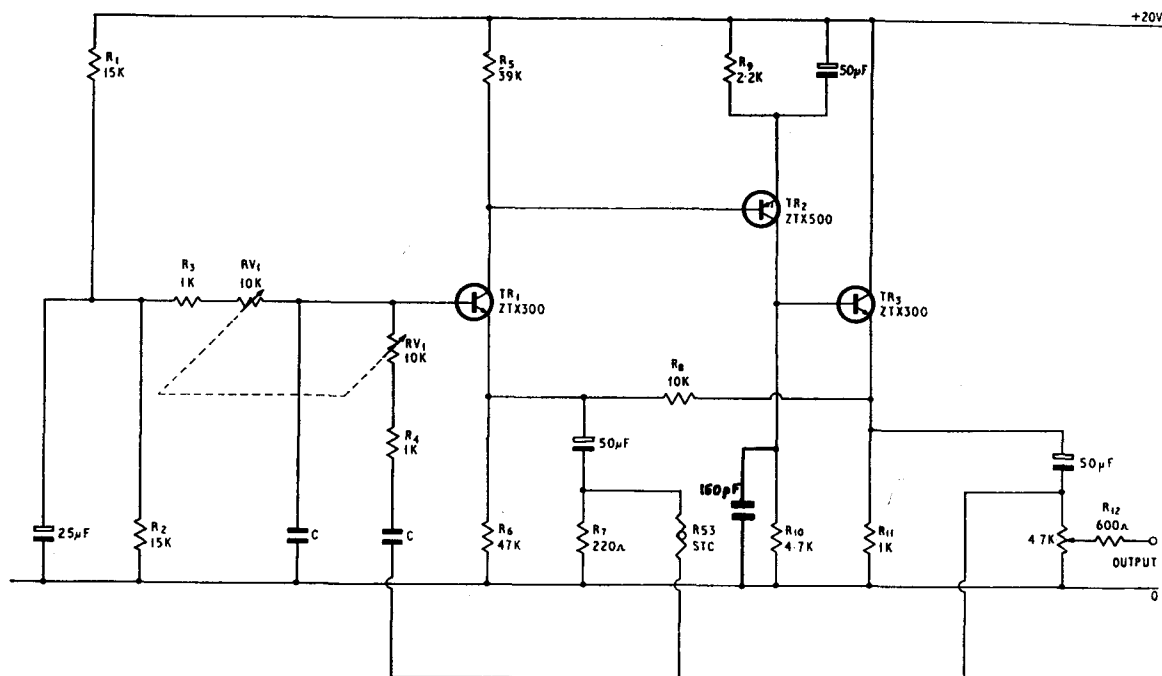 +20V
R1
15K
R5
39K
R9
2·2K
50µF
TR2
ZTX500
R3
1K
RV1
10K
TR1
ZTX300
TR3
ZTX300
RV1
10K
R8
10K
R4
1K
50µF
50µF
160pF
25µF
R2
15K
C
C
R6
47K
R7
220Ω
R53
STC
R10
4·7K
R11
1K
4·7K
R12
600Ω
OUTPUT
0